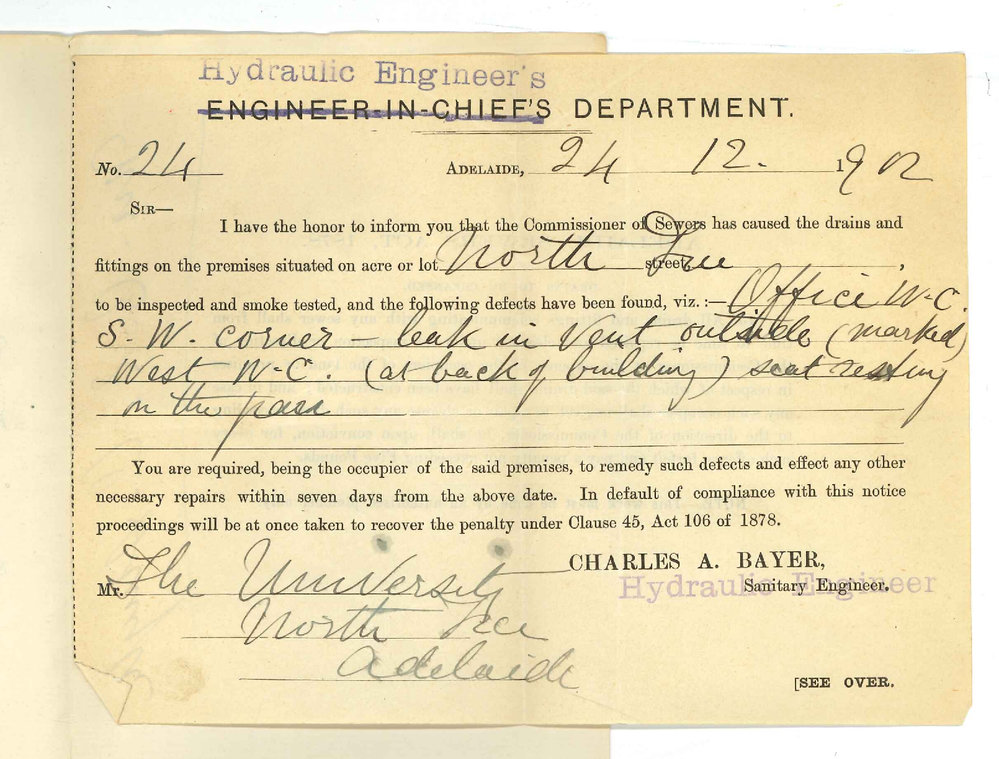 Hydraulic Engineer's
ENGINEER-IN-CHIEF'S DEPARTMENT.
No. 24 ADELAIDE, 24 12. 1902
SIR—
I have the honor to inform you that the Commissioner of Sewers has caused the drains and
fittings on the premises situated on acre or lot North Tce street,
to be inspected and smoke tested, and the following defects have been found, viz.:— Office W.C.
S. W. corner – leak in vent outside (marked)
West W-C. (at back of building) seat resting
on the pan
You are required, being the occupier of the said premises, to remedy such defects and effect any other
necessary repairs within seven days from the above date. In default of compliance with this notice
proceedings will be at once taken to recover the penalty under Clause 45, Act 106 of 1878.
CHARLES A. BAYER,
Mr. The University Sanitary Engineer.
Hydraulic Engineer
North Tce
Adelaide
[SEE OVER.